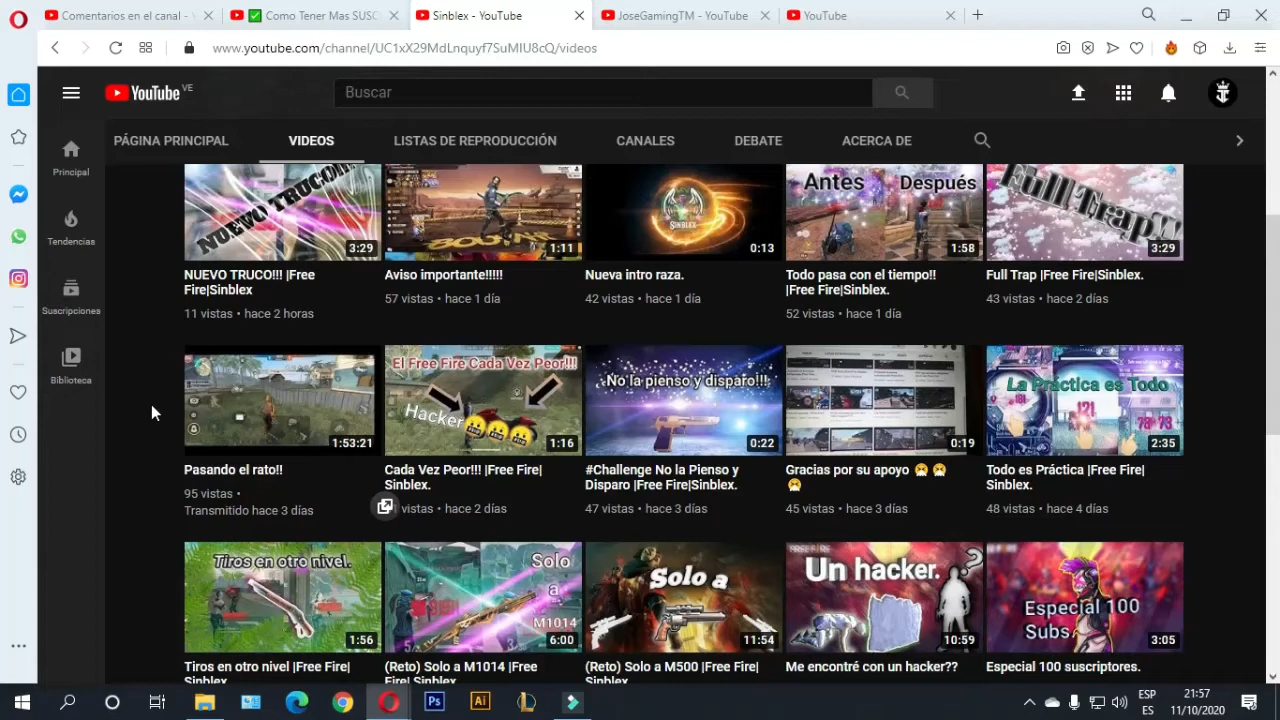 Comentarios en el canal -
Como Tener Mas SUSC
Sinblex - YouTube
JoseGamingTM - YouTube
YouTube
www.youtube.com/channel/UC1xX29MdLnquyf7SuMIU8cQ/videos
YouTube VE
Buscar
PÁGINA PRINCIPAL
VIDEOS
LISTAS DE REPRODUCCIÓN
CANALES
DEBATE
ACERCA DE
Principal
Tendencias
Suscripciones
Biblioteca
NUEVO TRUCO!!!
3:29
1:11
SINBLEX
0:13
Antes Después
1:58
Full Trap!!
3:29
NUEVO TRUCO!!! |Free
Fire|Sinblex
11 vistas • hace 2 horas
Aviso importante!!!!!
57 vistas • hace 1 día
Nueva intro raza.
42 vistas • hace 1 día
Todo pasa con el tiempo!!
|Free Fire|Sinblex.
52 vistas • hace 1 día
Full Trap |Free Fire|Sinblex.
43 vistas • hace 2 días
1:53:21
El Free Fire Cada Vez Peor!!!
Hacker
1:16
No la pienso y disparo!!!
0:22
0:19
La Práctica es Todo
2:35
Pasando el rato!!
95 vistas •
Transmitido hace 3 días
Cada Vez Peor!!! |Free Fire|
Sinblex.
vistas • hace 2 días
#Challenge No la Pienso y
Disparo |Free Fire|Sinblex.
47 vistas • hace 3 días
Gracias por su apoyo 😤 😤
😤
45 vistas • hace 3 días
Todo es Práctica |Free Fire|
Sinblex.
48 vistas • hace 4 días
Tiros en otro nivel.
1:56
Solo
a
M1014
6:00
Solo a
11:54
Un hacker.
?
10:59
Especial 100
Subs
3:05
Tiros en otro nivel |Free Fire|
Sinblex.
(Reto) Solo a M1014 |Free
Fire| Sinblex.
(Reto) Solo a M500 |Free Fire|
Sinblex.
Me encontré con un hacker??
Especial 100 suscriptores.
Ps
Ai
ESP
ES
21:57
11/10/2020